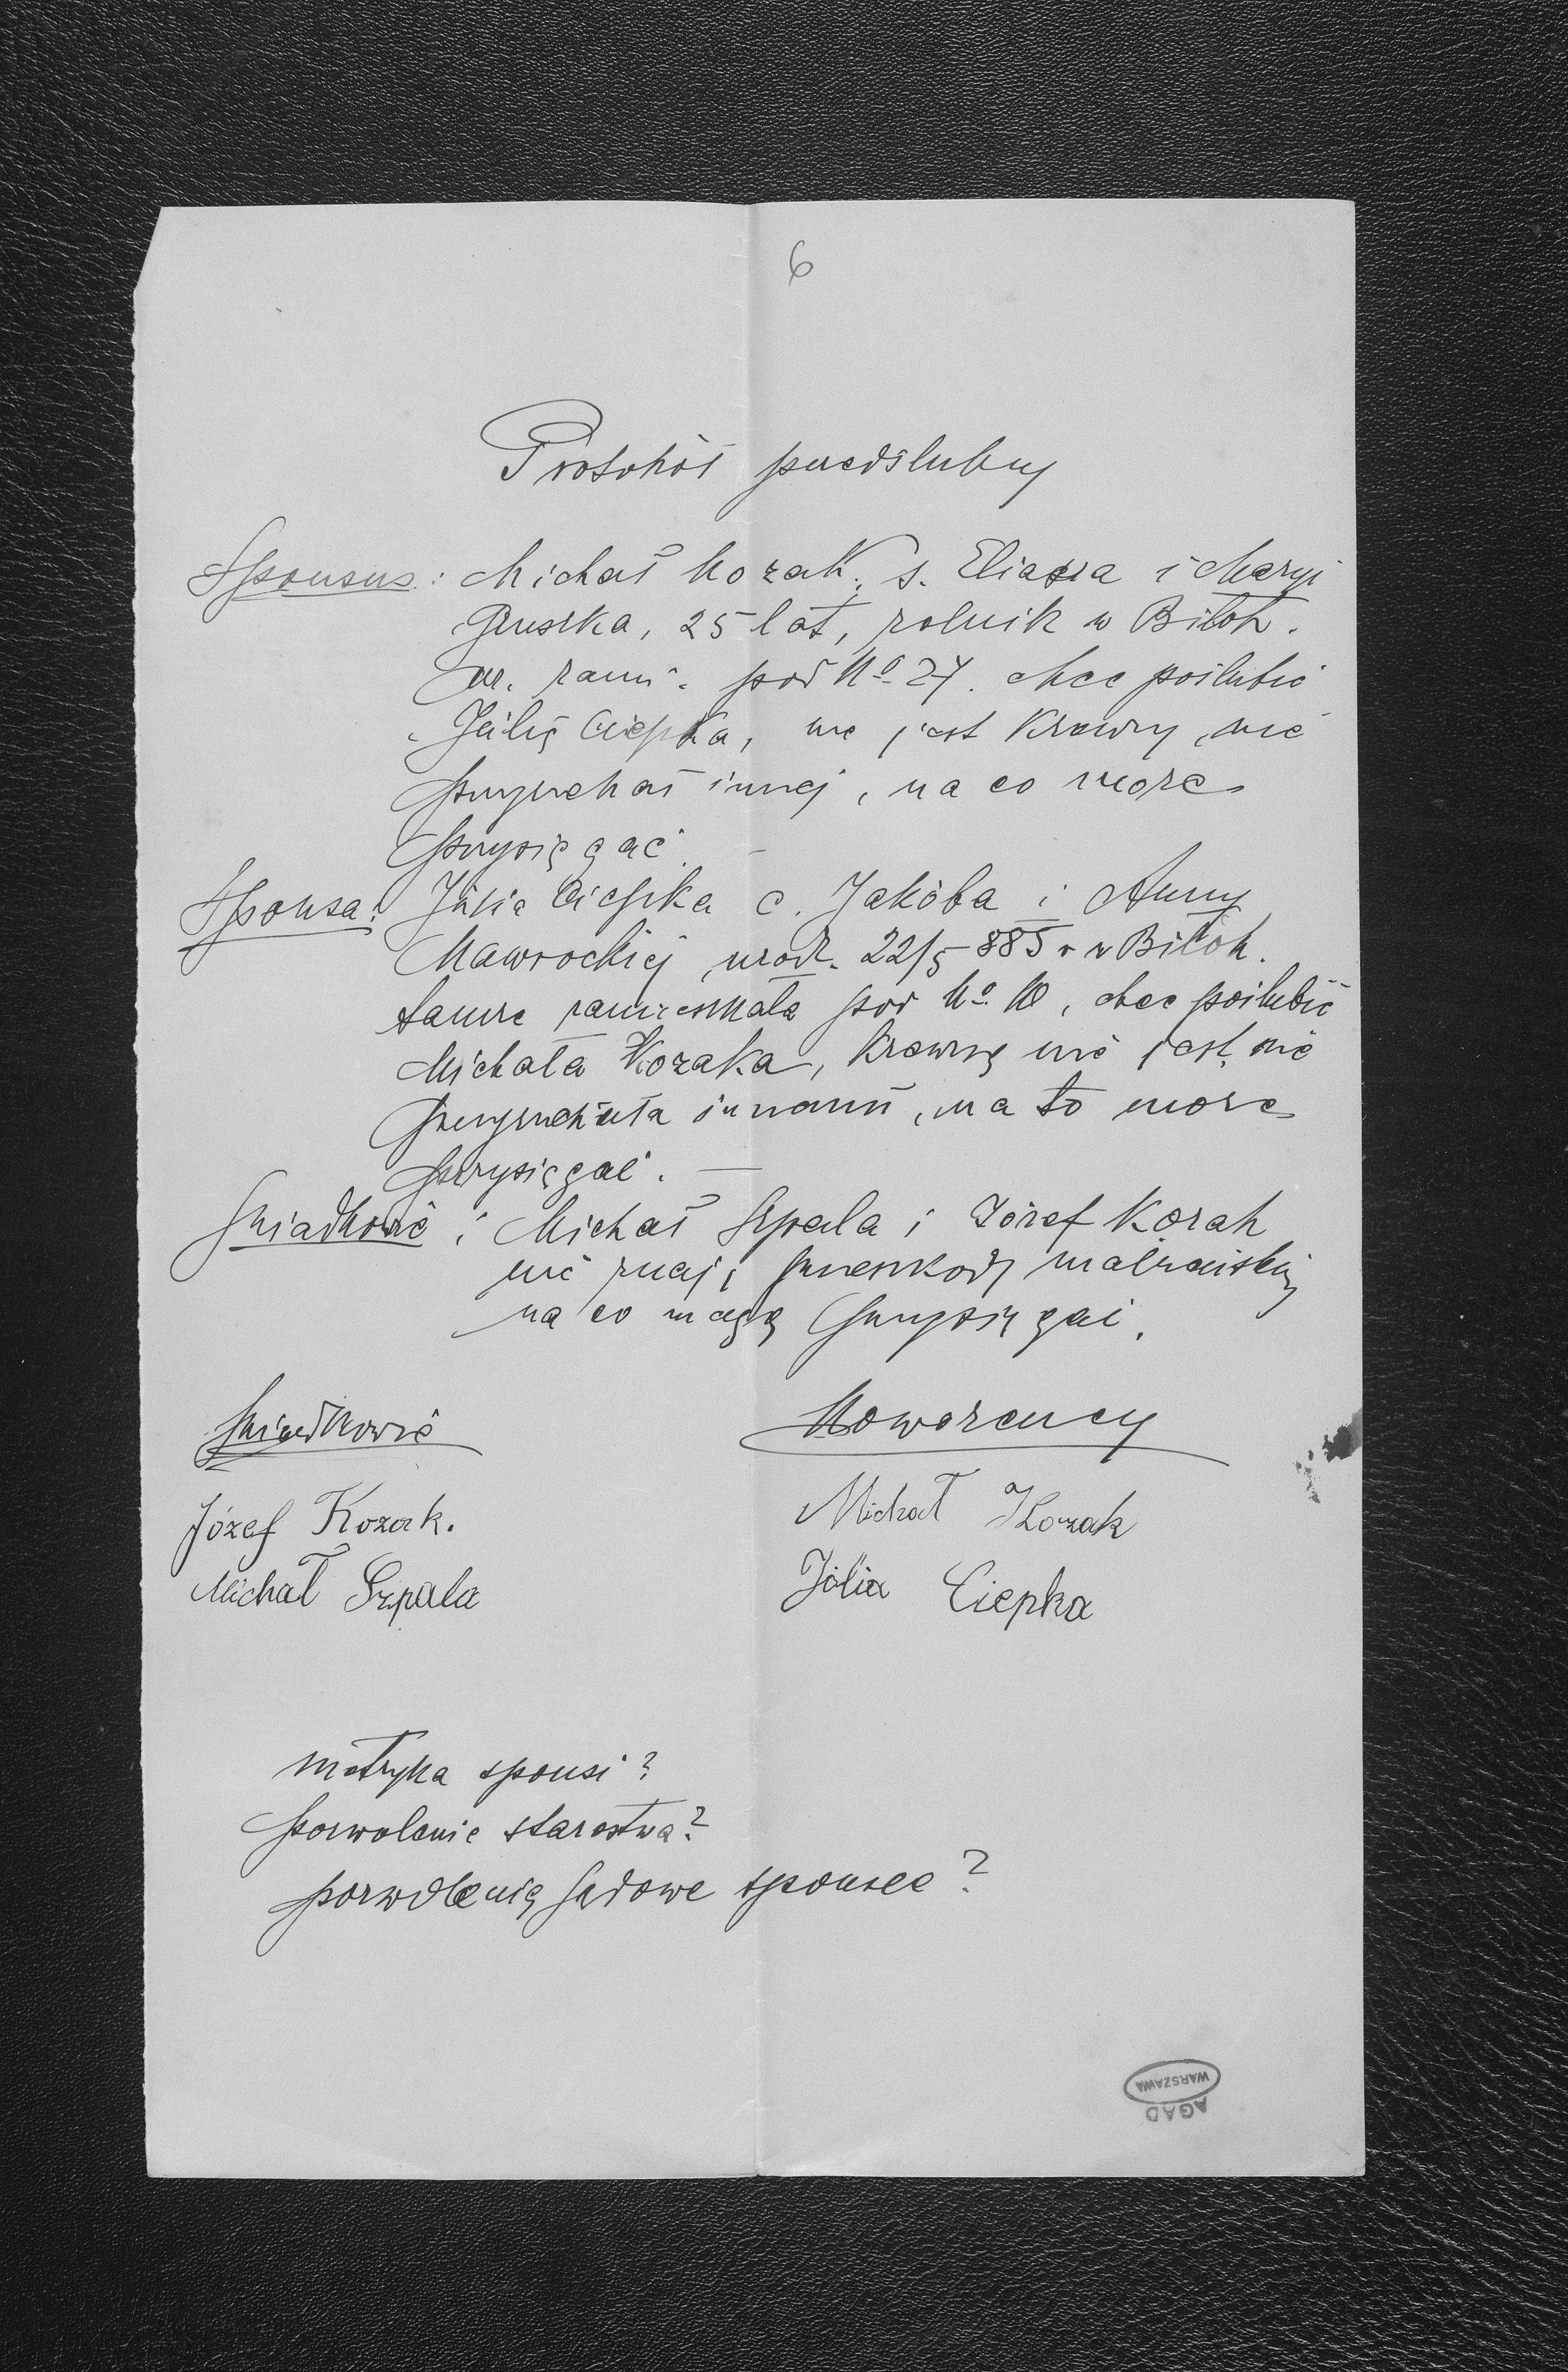 6
Protokół przedślubny
Sponsus: Michał Kozak, s. Eliasza i Maryi
Gruszka, 25 lat, rolnik w Biłoh.
zam. pod No 27. chce poślubić
Julię Ciepka, nie jest krewny, nie
przyrzekał innej, na co może
przysięgać. —
Sponsa: Julia Ciepka c. Jakóba i Anny
Nawrockiej, urodz. 22/5 885 r w Biłoh.
tamże zamieszkała pod No. 10, chce poślubić
Michała Kozaka, krewną nie jest, nie
przyrzekała innemu, na to może
przysięgać. —
Świadkowie: Michał Szpala i Józef Kozak
nie znają przeszkody małżeńskiej
na co mogą przysięgać.
Świadkowie
Nowożeńcy
Józef Kozak.
Michał Kozak
Michał Szpala
Jólia Ciepka
metryka sponsi?
pozwolenie starostwa?
pozwolenie sądowe sponsae?
AGAD
WARSZAWA